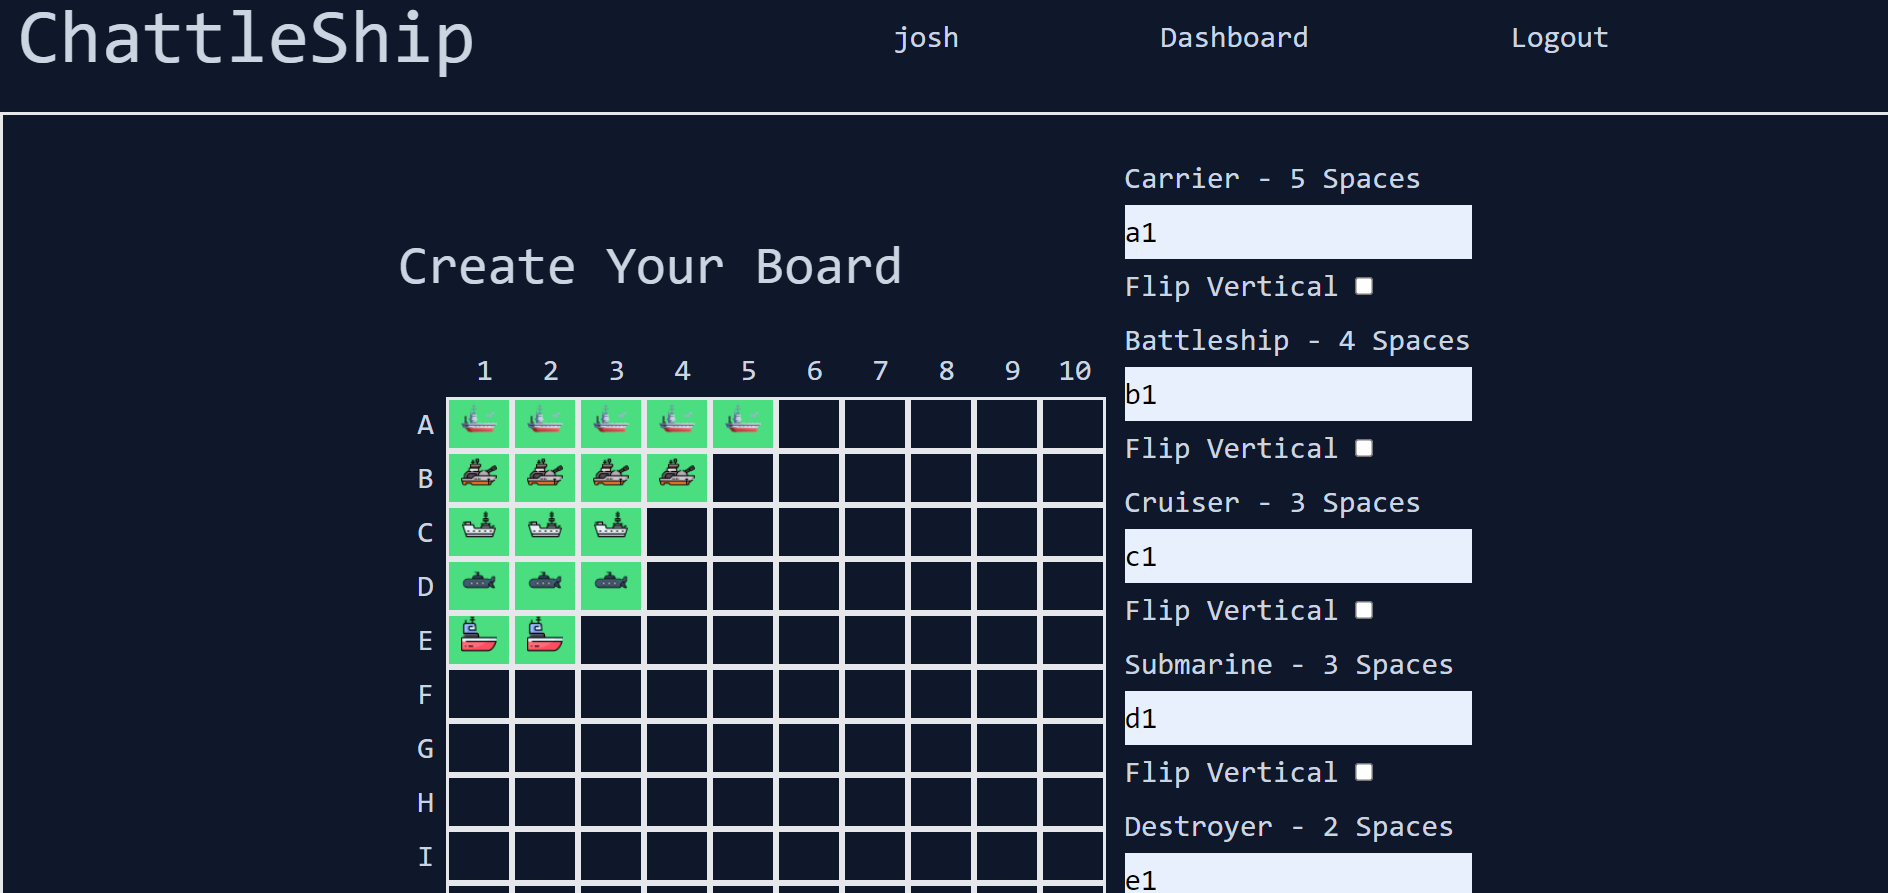 ChattleShip
josh
Dashboard
Logout
Create Your Board
1 2 3 4 5 6 7 8 9 10
A
B
C
D
E
F
G
H
I
Carrier - 5 Spaces
a1
Flip Vertical
Battleship - 4 Spaces
b1
Flip Vertical
Cruiser - 3 Spaces
c1
Flip Vertical
Submarine - 3 Spaces
d1
Flip Vertical
Destroyer - 2 Spaces
e1